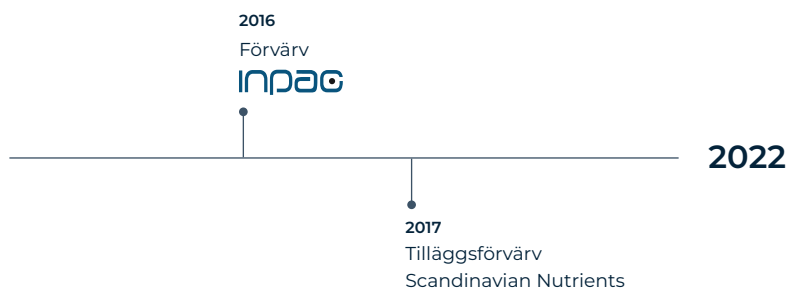 2016
Förvärv
inpac
2022
2017
Tilläggsförvärv
Scandinavian Nutrients